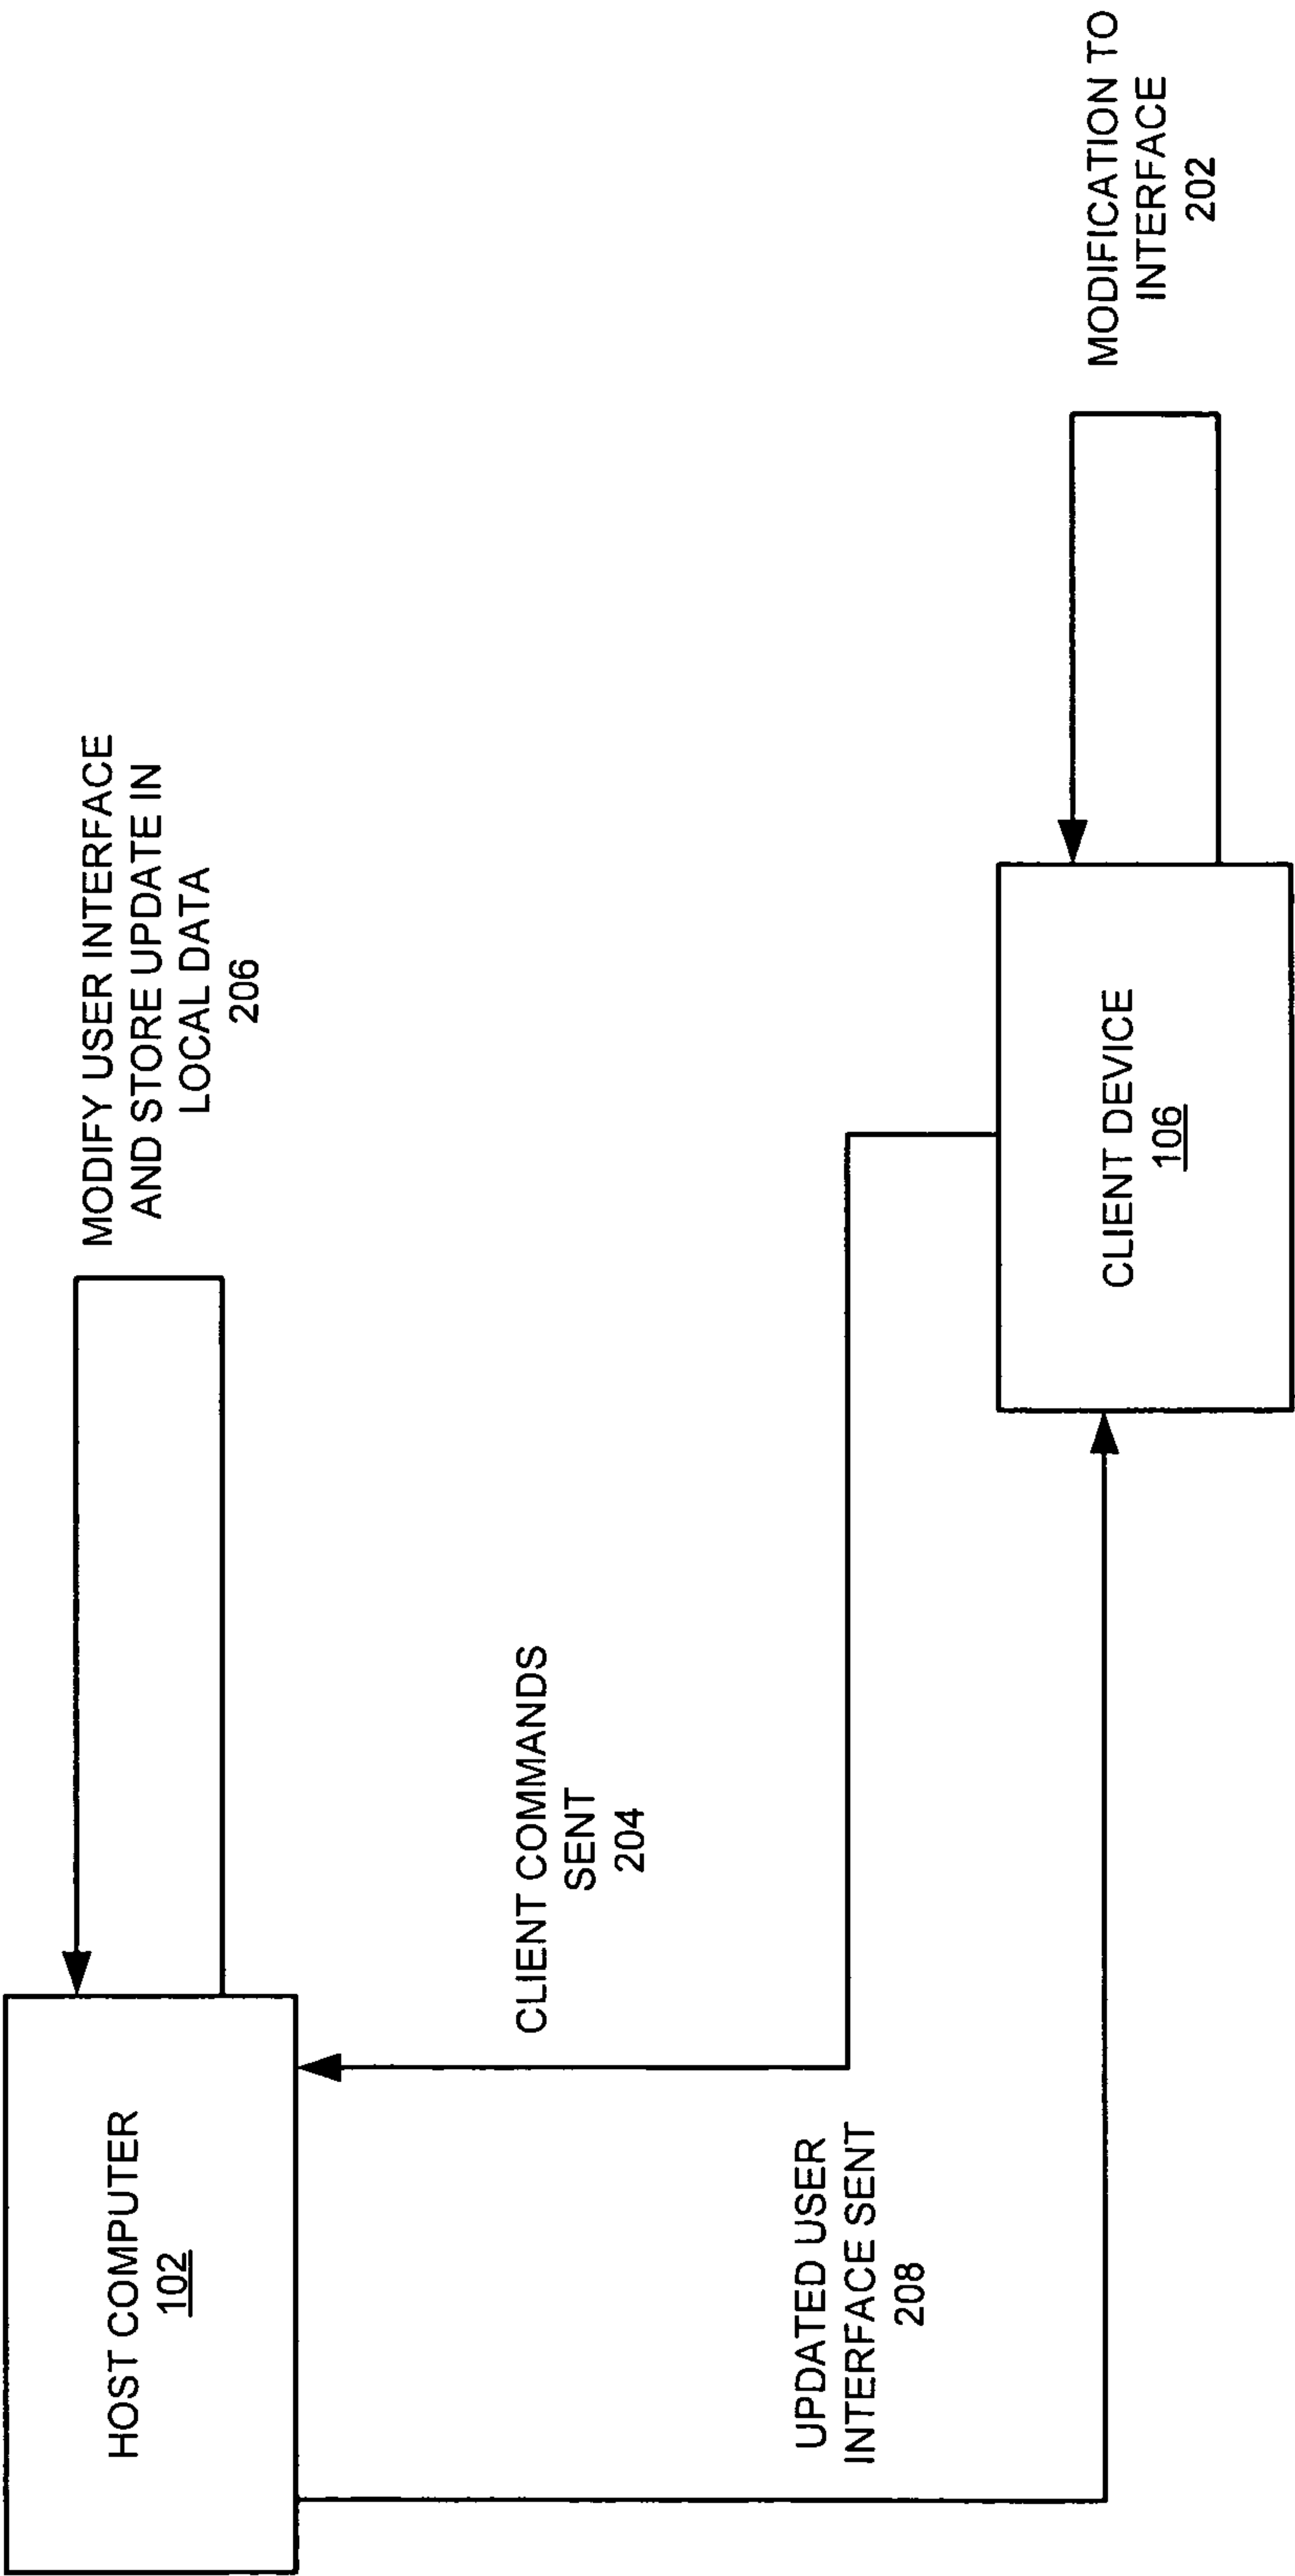 HOST COMPUTER
102
MODIFY USER INTERFACE
AND STORE UPDATE IN
LOCAL DATA
206
CLIENT COMMANDS
SENT
204
UPDATED USER
INTERFACE SENT
208
CLIENT DEVICE
106
MODIFICATION TO
INTERFACE
202